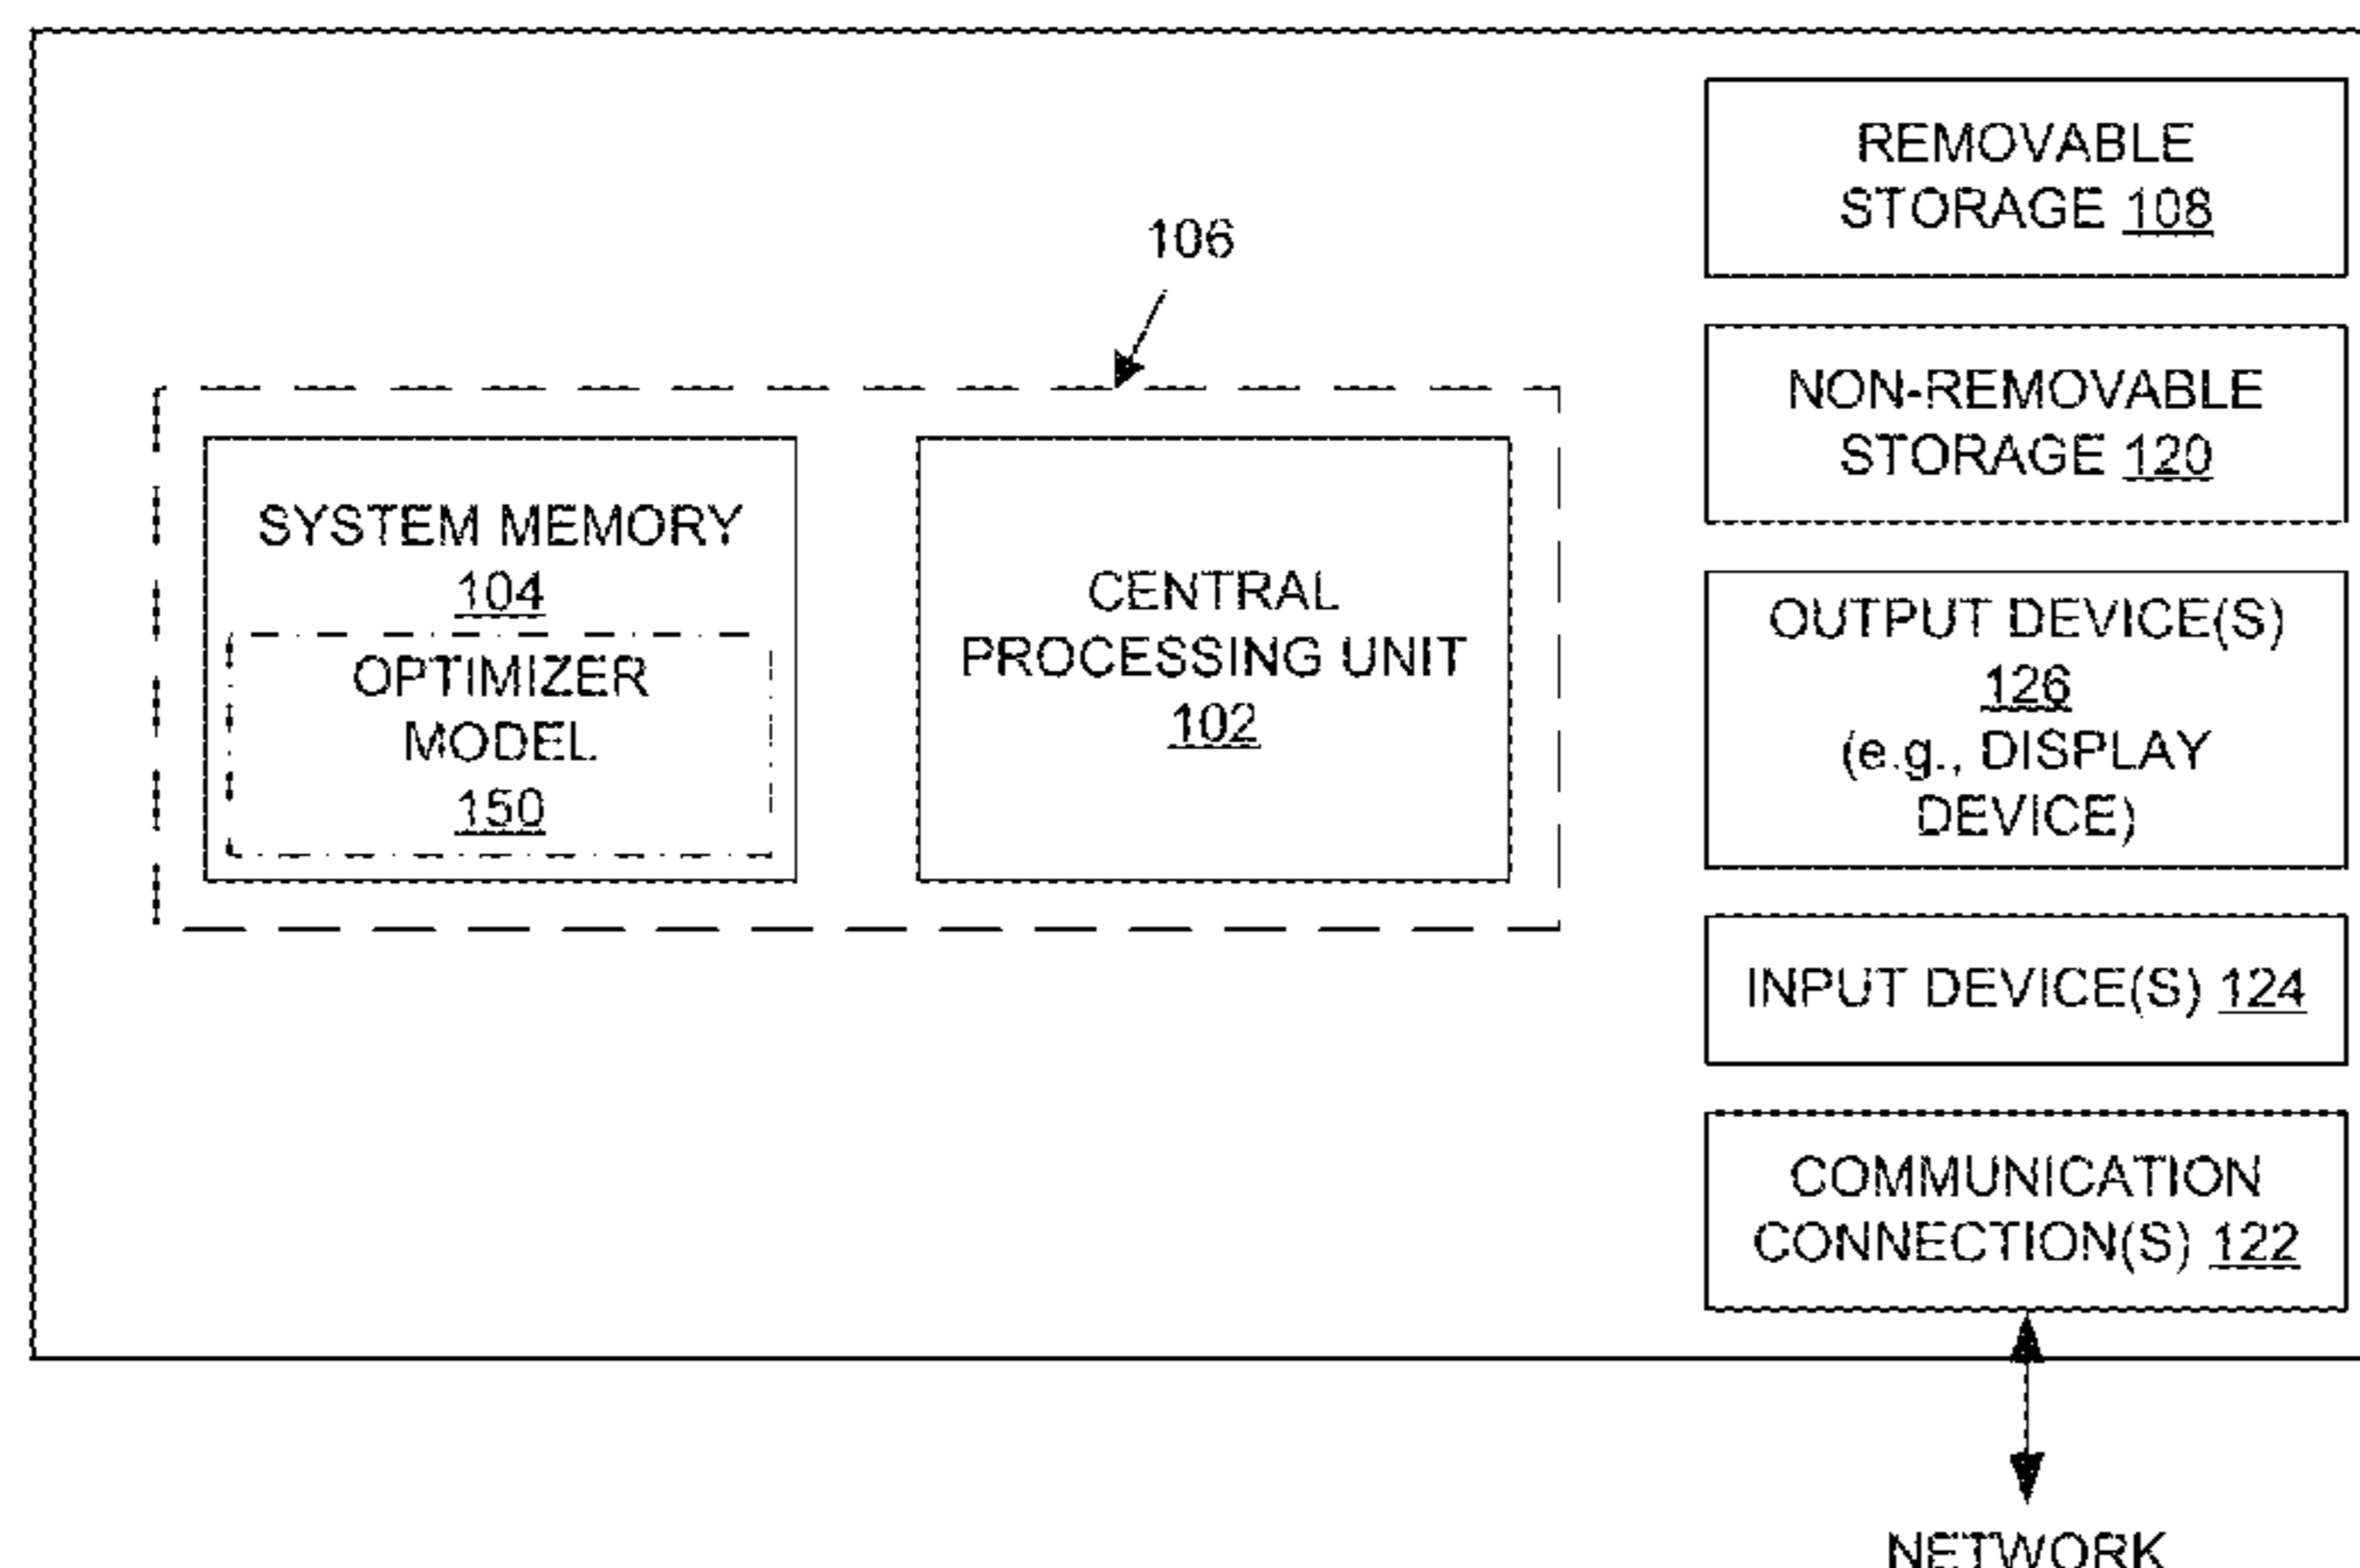 106
SYSTEM MEMORY
104
OPTIMIZER
MODEL
150
CENTRAL
PROCESSING UNIT
102
REMOVABLE
STORAGE 108
NON-REMOVABLE
STORAGE 120
OUTPUT DEVICE(S)
126
(e.g., DISPLAY
DEVICE)
INPUT DEVICE(S) 124
COMMUNICATION
CONNECTION(S) 122
NETWORK